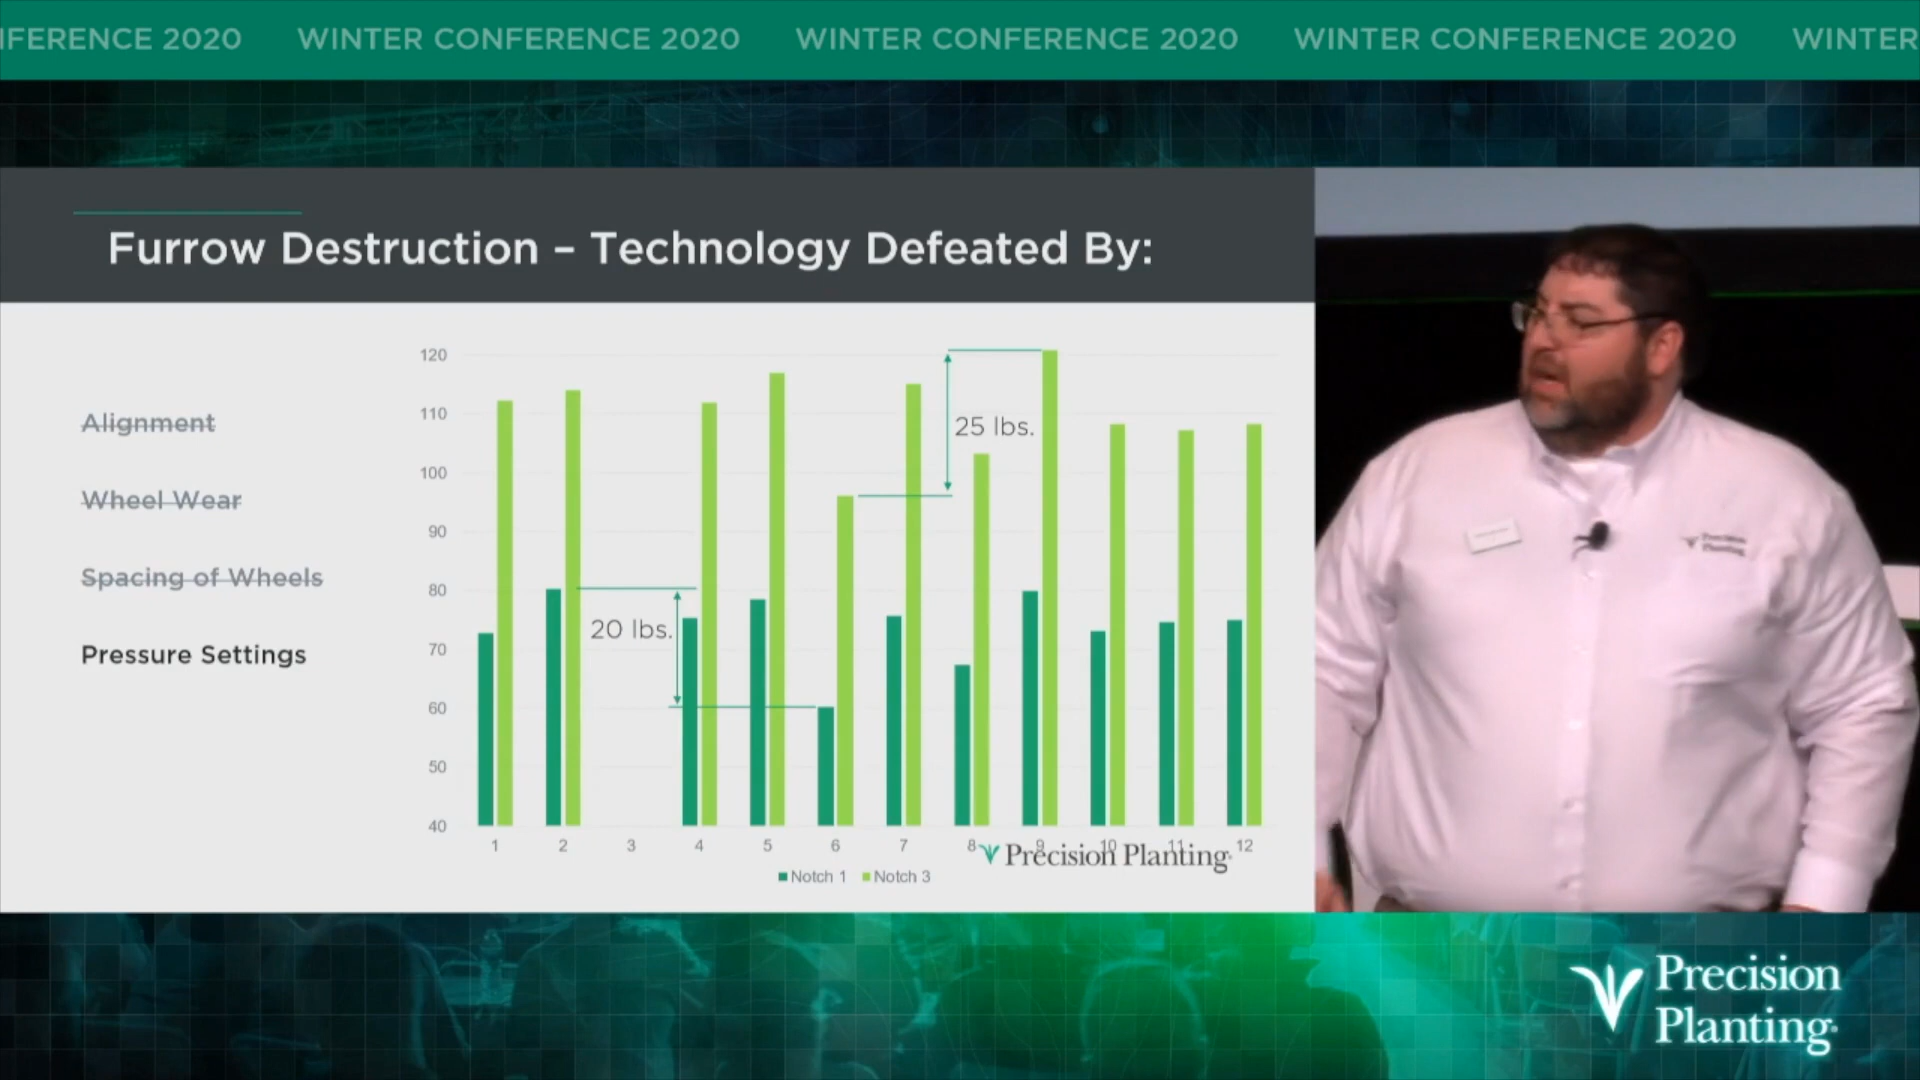 NFERENCE 2020 WINTER CONFERENCE 2020 WINTER CONFERENCE 2020 WINTER CONFERENCE 2020 WINTER
Furrow Destruction – Technology Defeated By:
Alignment
Wheel Wear
Spacing of Wheels
Pressure Settings
120
110
100
90
80
70
60
50
40
25 lbs.
20 lbs.
1 2 3 4 5 6 7 8 9 10 11 12
Precision Planting
Notch 1 Notch 3
Precision
Planting
Precision
Planting